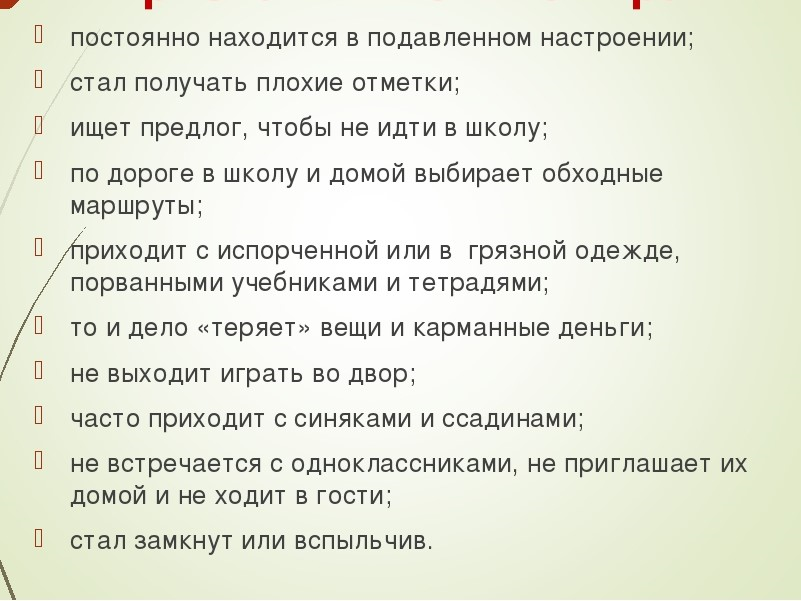 постоянно находится в подавленном настроении;
стал получать плохие отметки;
ищет предлог, чтобы не идти в школу;
по дороге в школу и домой выбирает обходные
маршруты;
приходит с испорченной или в  грязной одежде,
порванными учебниками и тетрадями;
то и дело «теряет» вещи и карманные деньги;
не выходит играть во двор;
часто приходит с синяками и ссадинами;
не встречается с одноклассниками, не приглашает их
домой и не ходит в гости;
стал замкнут или вспыльчив.